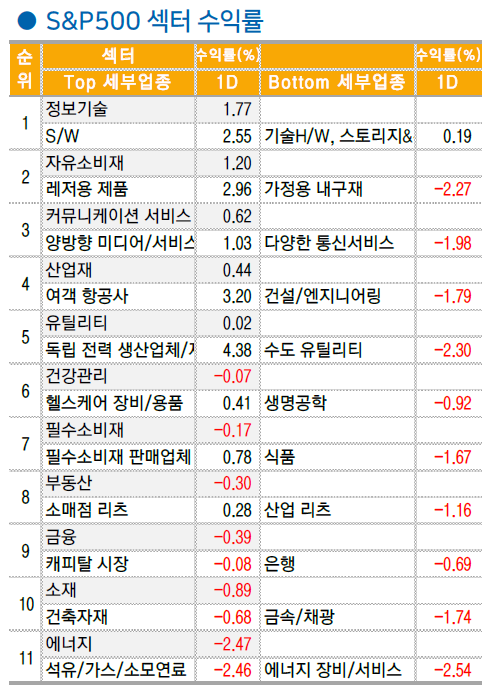 ● S&P500 섹터 수익률
순위 섹터 수익률(%) 수익률(%)
Top 세부업종 1D Bottom 세부업종 1D
1 정보기술 1.77
S/W 2.55 기술H/W, 스토리지& 0.19
2 자유소비재 1.20
레저용 제품 2.96 가정용 내구재 -2.27
3 커뮤니케이션 서비스 0.62
양방향 미디어/서비스 1.03 다양한 통신서비스 -1.98
4 산업재 0.44
여객 항공사 3.20 건설/엔지니어링 -1.79
5 유틸리티 0.02
독립 전력 생산업체/ 4.38 수도 유틸리티 -2.30
6 건강관리 -0.07
헬스케어 장비/용품 0.41 생명공학 -0.92
7 필수소비재 -0.17
필수소비재 판매업체 0.78 식품 -1.67
8 부동산 -0.30
소매점 리츠 0.28 산업 리츠 -1.16
9 금융 -0.39
캐피탈 시장 -0.08 은행 -0.69
10 소재 -0.89
건축자재 -0.68 금속/채광 -1.74
11 에너지 -2.47
석유/가스/소모연료 -2.46 에너지 장비/서비스 -2.54